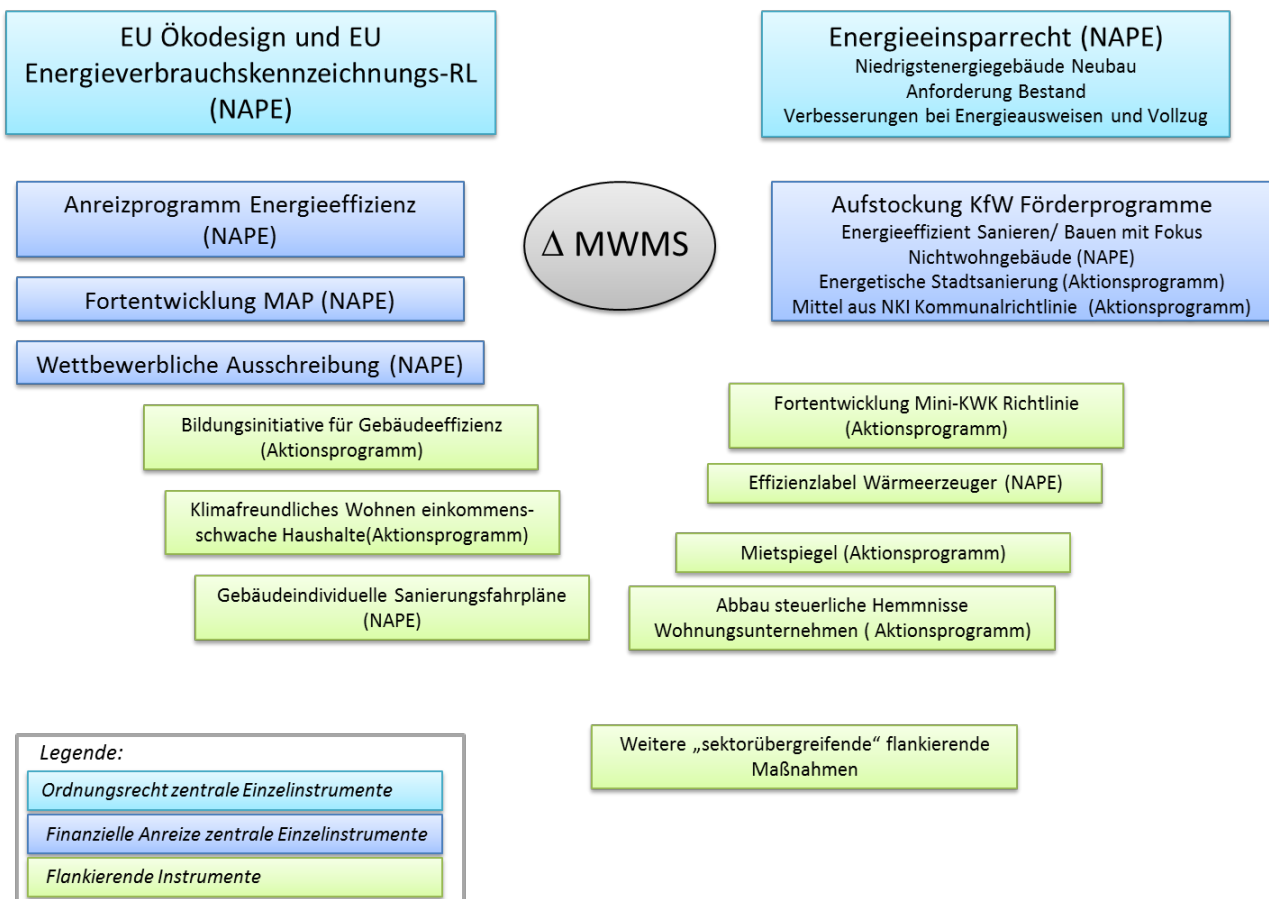 EU Ökodesign und EU
Energieverbrauchskennzeichnungs-RL
(NAPE)
Energieeinsparrecht (NAPE)
Niedrigstenergiegebäude Neubau
Anforderung Bestand
Verbesserungen bei Energieausweisen und Vollzug
Anreizprogramm Energieeffizienz
(NAPE)
Fortentwicklung MAP (NAPE)
Wettbewerbliche Ausschreibung (NAPE)
Δ MWMS
Aufstockung KfW Förderprogramme
Energieeffizient Sanieren/ Bauen mit Fokus
Nichtwohngebäude (NAPE)
Energetische Stadtsanierung (Aktionsprogramm)
Mittel aus NKI Kommunalrichtlinie (Aktionsprogramm)
Bildungsinitiative für Gebäudeeffizienz
(Aktionsprogramm)
Klimafreundliches Wohnen einkommens-
schwache Haushalte(Aktionsprogramm)
Gebäudeindividuelle Sanierungsfahrpläne
(NAPE)
Fortentwicklung Mini-KWK Richtlinie
(Aktionsprogramm)
Effizienzlabel Wärmeerzeuger (NAPE)
Mietspiegel (Aktionsprogramm)
Abbau steuerliche Hemmnisse
Wohnungsunternehmen ( Aktionsprogramm)
Weitere „sektorübergreifende“ flankierende
Maßnahmen
Legende:
Ordnungsrecht zentrale Einzelinstrumente
Finanzielle Anreize zentrale Einzelinstrumente
Flankierende Instrumente